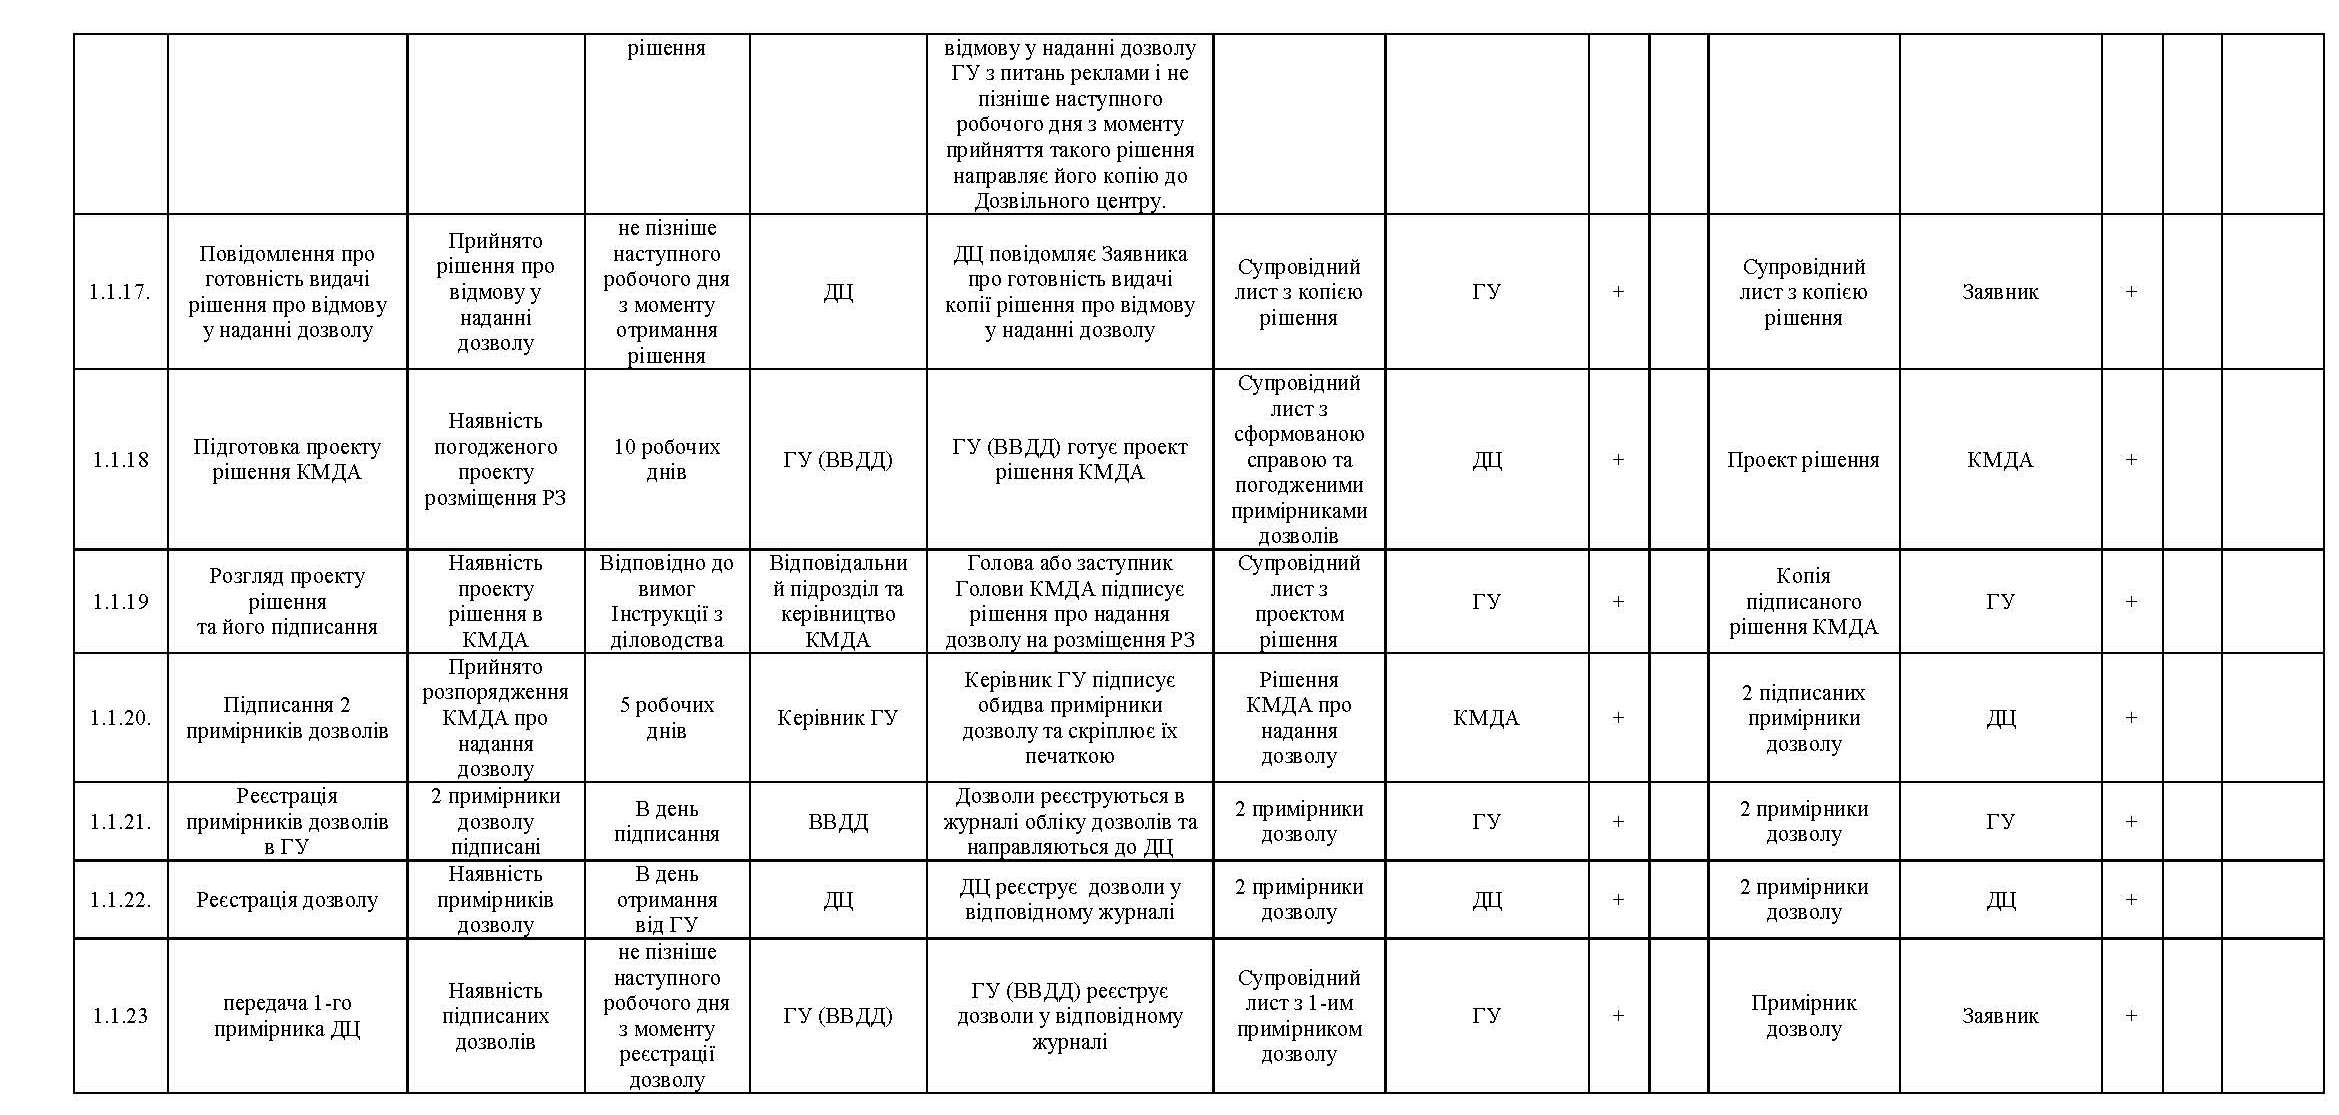 рішення
відмову у наданні дозволу
ГУ з питань реклами і не
пізніше наступного
робочого дня з моменту
прийняття такого рішення
направляє його копію до
Дозвільного центру.
1.1.17.
Повідомлення про
готовність видачі
рішення про відмову
у наданні дозволу
Прийнято
рішення про
відмову у
наданні
дозволу
не пізніше
наступного
робочого дня
з моменту
отримання
рішення
ДЦ
ДЦ повідомляє Заявника
про готовність видачі
копії рішення про відмову
у наданні дозволу
Супровідний
лист з копією
рішення
ГУ
+
Супровідний
лист з копією
рішення
Заявник
+
1.1.18
Підготовка проекту
рішення КМДА
Наявність
погодженого
проекту
розміщення РЗ
10 робочих
днів
ГУ (ВВДД)
ГУ (ВВДД) готує проект
рішення КМДА
Супровідний
лист з
сформованою
справою та
погодженими
примірниками
дозволів
ДЦ
+
Проект рішення
КМДА
+
1.1.19
Розгляд проекту
рішення
та його підписання
Наявність
проекту
рішення в
КМДА
Відповідно до
вимог
Інструкції з
діловодства
Відповідальни
й підрозділ та
керівництво
КМДА
Голова або заступник
Голови КМДА підписує
рішення про надання
дозволу на розміщення РЗ
Супровідний
лист з
проектом
рішення
ГУ
+
Копія
підписаного
рішення КМДА
ГУ
+
1.1.20.
Підписання 2
примірників дозволів
Прийнято
розпорядження
КМДА про
надання
дозволу
5 робочих
днів
Керівник ГУ
Керівник ГУ підписує
обидва примірники
дозволу та скріплює їх
печаткою
Рішення
КМДА про
надання
дозволу
КМДА
+
2 підписаних
примірники
дозволу
ДЦ
+
1.1.21.
Реєстрація
примірників дозволів
в ГУ
2 примірники
дозволу
підписані
В день
підписання
ВВДД
Дозволи реєструються в
журналі обліку дозволів та
направляються до ДЦ
2 примірники
дозволу
ГУ
+
2 примірники
дозволу
ГУ
+
1.1.22.
Реєстрація дозволу
Наявність
примірників
дозволу
В день
отримання
від ГУ
ДЦ
ДЦ реєструє дозволи у
відповідному журналі
2 примірники
дозволу
ДЦ
+
2 примірники
дозволу
ДЦ
+
1.1.23
передача 1-го
примірника ДЦ
Наявність
підписаних
дозволів
не пізніше
наступного
робочого дня
з моменту
реєстрації
дозволу
ГУ (ВВДД)
ГУ (ВВДД) реєструє
дозволи у відповідному
журналі
Супровідний
лист з 1-им
примірником
дозволу
ГУ
+
Примірник
дозволу
Заявник
+